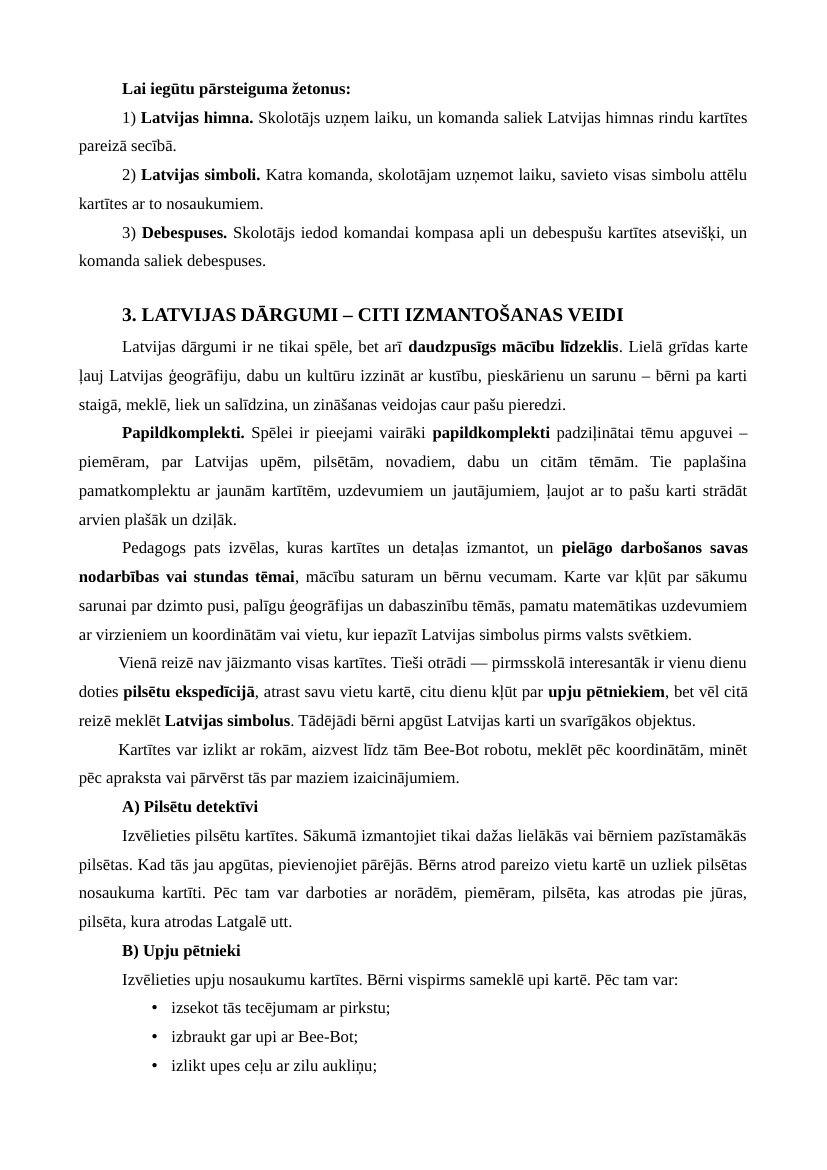 Lai iegūtu pārsteiguma žetonus:
1) Latvijas himna. Skolotājs uzņem laiku, un komanda saliek Latvijas himnas rindu kartītes
pareizā secībā.
2) Latvijas simboli. Katra komanda, skolotājam uzņemot laiku, savieto visas simbolu attēlu
kartītes ar to nosaukumiem.
3) Debespuses. Skolotājs iedod komandai kompasa apli un debespušu kartītes atsevišķi, un
komanda saliek debespuses.
3. LATVIJAS DĀRGUMI – CITI IZMANTOŠANAS VEIDI
Latvijas dārgumi ir ne tikai spēle, bet arī daudzpusīgs mācību līdzeklis. Lielā grīdas karte
ļauj Latvijas ģeogrāfiju, dabu un kultūru izzināt ar kustību, pieskārienu un sarunu – bērni pa karti
staigā, meklē, liek un salīdzina, un zināšanas veidojas caur pašu pieredzi.
Papildkomplekti. Spēlei ir pieejami vairāki papildkomplekti padziļinātai tēmu apguvei –
piemēram, par Latvijas upēm, pilsētām, novadiem, dabu un citām tēmām. Tie paplašina
pamatkomplektu ar jaunām kartītēm, uzdevumiem un jautājumiem, ļaujot ar to pašu karti strādāt
arvien plašāk un dziļāk.
Pedagogs pats izvēlas, kuras kartītes un detaļas izmantot, un pielāgo darbošanos savas
nodarbības vai stundas tēmai, mācību saturam un bērnu vecumam. Karte var kļūt par sākumu
sarunai par dzimto pusi, palīgu ģeogrāfijas un dabaszinību tēmās, pamatu matemātikas uzdevumiem
ar virzieniem un koordinātām vai vietu, kur iepazīt Latvijas simbolus pirms valsts svētkiem.
Vienā reizē nav jāizmanto visas kartītes. Tieši otrādi — pirmsskolā interesantāk ir vienu dienu
doties pilsētu ekspedīcijā, atrast savu vietu kartē, citu dienu kļūt par upju pētniekiem, bet vēl citā
reizē meklēt Latvijas simbolus. Tādējādi bērni apgūst Latvijas karti un svarīgākos objektus.
Kartītes var izlikt ar rokām, aizvest līdz tām Bee-Bot robotu, meklēt pēc koordinātām, minēt
pēc apraksta vai pārvērst tās par maziem izaicinājumiem.
A) Pilsētu detektīvi
Izvēlieties pilsētu kartītes. Sākumā izmantojiet tikai dažas lielākās vai bērniem pazīstamākās
pilsētas. Kad tās jau apgūtas, pievienojiet pārējās. Bērns atrod pareizo vietu kartē un uzliek pilsētas
nosaukuma kartīti. Pēc tam var darboties ar norādēm, piemēram, pilsēta, kas atrodas pie jūras,
pilsēta, kura atrodas Latgalē utt.
B) Upju pētnieki
Izvēlieties upju nosaukumu kartītes. Bērni vispirms sameklē upi kartē. Pēc tam var:
• izsekot tās tecējumam ar pirkstu;
• izbraukt gar upi ar Bee-Bot;
• izlikt upes ceļu ar zilu aukliņu;